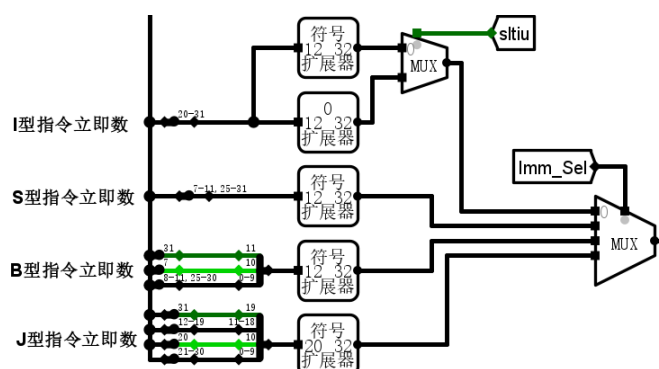 符号
12 32
扩展器
0
MUX
sltiu
20-31
I型指令立即数
0
12 32
扩展器
Imm_Sel
S型指令立即数
7-11,25-31
符号
12 32
扩展器
0
MUX
B型指令立即数
31 11
7 10
8-11,25-30 0-9
符号
12 32
扩展器
J型指令立即数
31 19
12-19 11-18
20 10
21-30 0-9
符号
20 32
扩展器